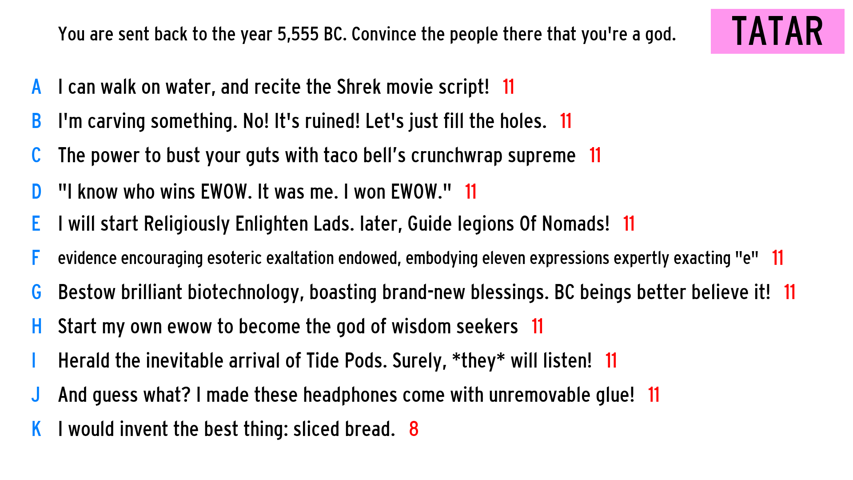 You are sent back to the year 5,555 BC. Convince the people there that you're a god. TATAR
A I can walk on water, and recite the Shrek movie script! 11
B I'm carving something. No! It's ruined! Let's just fill the holes. 11
C The power to bust your guts with taco bell’s crunchwrap supreme 11
D "I know who wins EWOW. It was me. I won EWOW." 11
E I will start Religiously Enlighten Lads. later, Guide legions Of Nomads! 11
F evidence encouraging esoteric exaltation endowed, embodying eleven expressions expertly exacting "e" 11
G Bestow brilliant biotechnology, boasting brand-new blessings. BC beings better believe it! 11
H Start my own ewow to become the god of wisdom seekers 11
I Herald the inevitable arrival of Tide Pods. Surely, *they* will listen! 11
J And guess what? I made these headphones come with unremovable glue! 11
K I would invent the best thing: sliced bread. 8